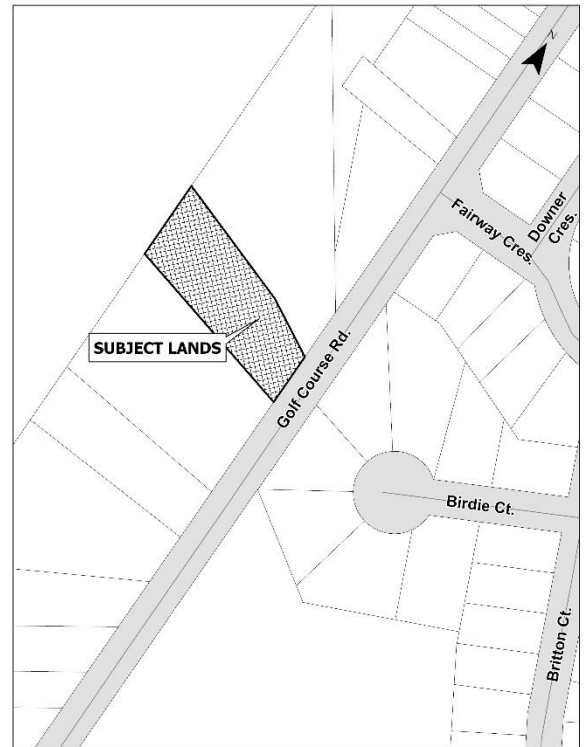 N
Fairway Cres.
Downer
Cres.
SUBJECT LANDS
Golf Course Rd.
Birdie Ct.
Britton Ct.